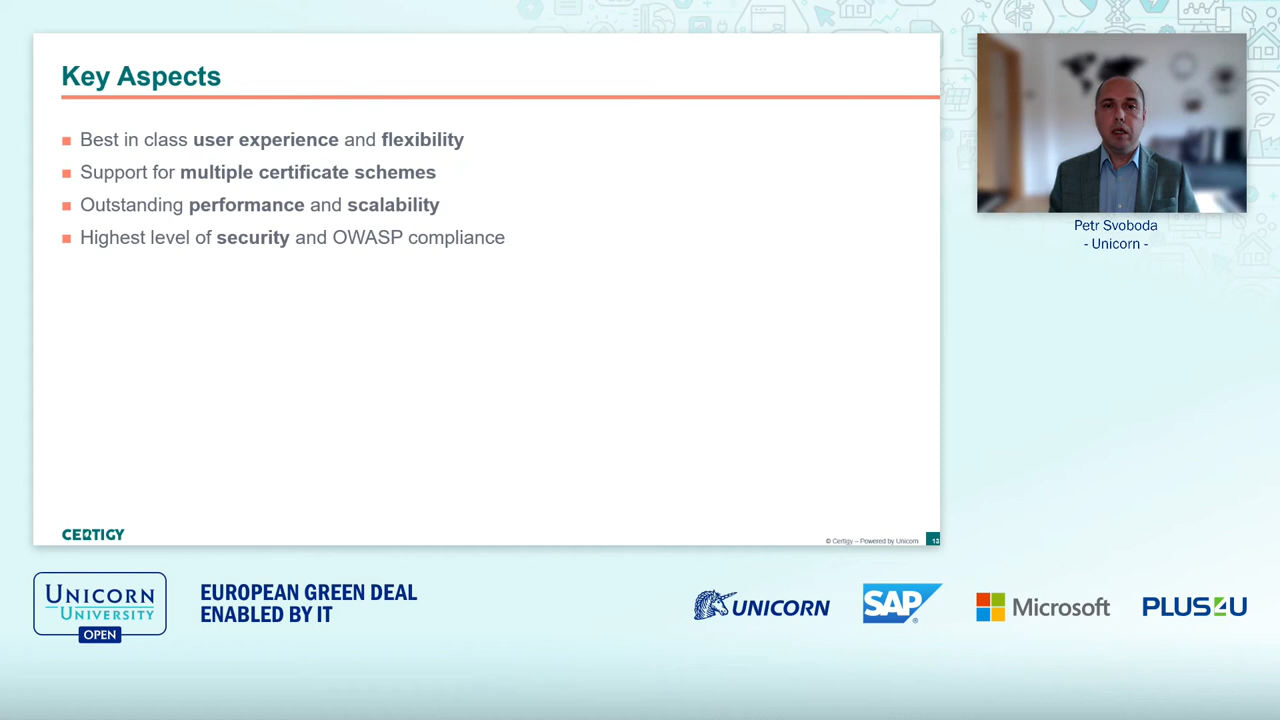 Key Aspects
Best in class user experience and flexibility
Support for multiple certificate schemes
Outstanding performance and scalability
Highest level of security and OWASP compliance
CERTIGY
© Certigy – Powered by Unicorn
13
Petr Svoboda
- Unicorn -
UNICORN
UNIVERSITY
OPEN
EUROPEAN GREEN DEAL
ENABLED BY IT
UNICORN
SAP®
Microsoft
PLUS4U